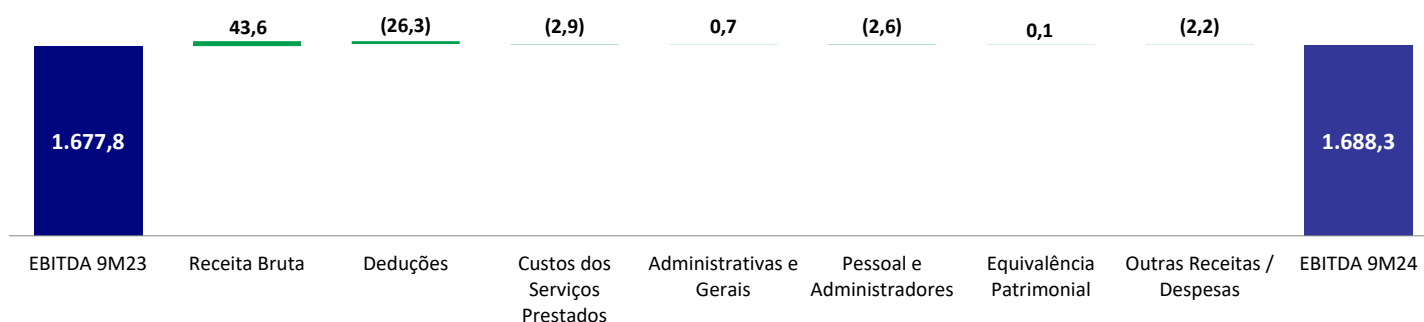 43,6
(26,3)
(2,9)
0,7
(2,6)
0,1
(2,2)
1.677,8
1.688,3
EBITDA 9M23
Receita Bruta
Deduções
Custos dos
Serviços
Prestados
Administrativas e
Gerais
Pessoal e
Administradores
Equivalência
Patrimonial
Outras Receitas /
Despesas
EBITDA 9M24